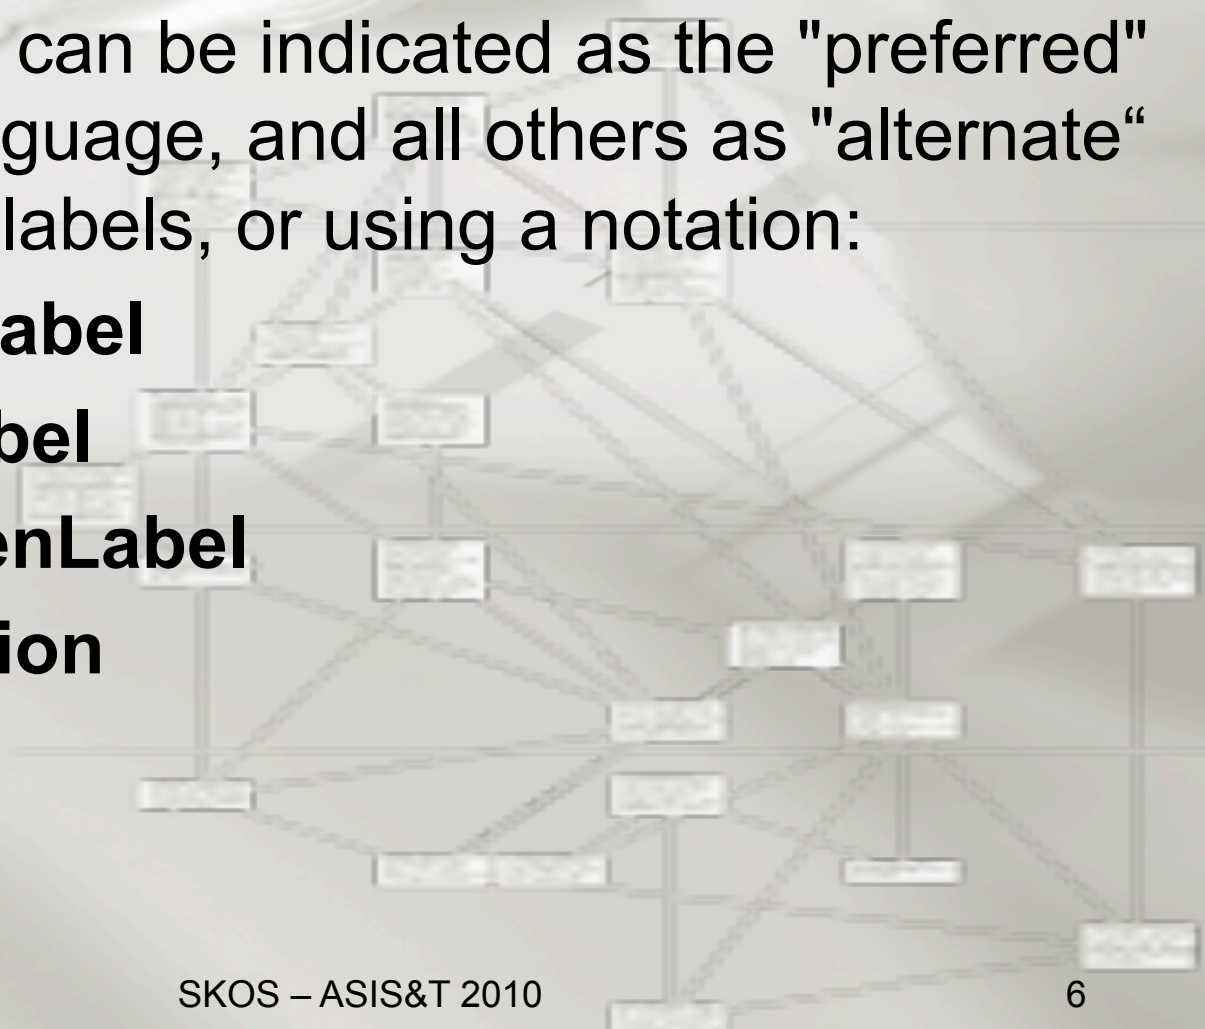 can be indicated as the "preferred"
guage, and all others as "alternate“
labels, or using a notation:
abel
bel
enLabel
ion
SKOS – ASIS&T 2010
6